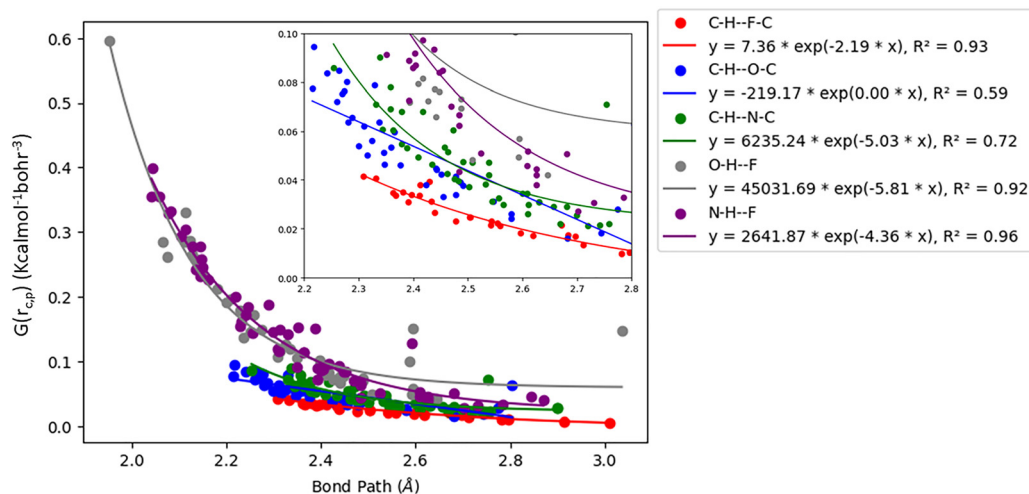 C-H--F-C
y = 7.36 * exp(-2.19 * x), R² = 0.93
C-H--O-C
y = -219.17 * exp(0.00 * x), R² = 0.59
C-H--N-C
y = 6235.24 * exp(-5.03 * x), R² = 0.72
O-H--F
y = 45031.69 * exp(-5.81 * x), R² = 0.92
N-H--F
y = 2641.87 * exp(-4.36 * x), R² = 0.96
G(rc,p) (Kcalmol⁻¹bohr⁻³)
0.6
0.5
0.4
0.3
0.2
0.1
0.0
0.10
0.08
0.06
0.04
0.02
0.00
2.2 2.3 2.4 2.5 2.6 2.7 2.8
2.0 2.2 2.4 2.6 2.8 3.0
Bond Path (Å)